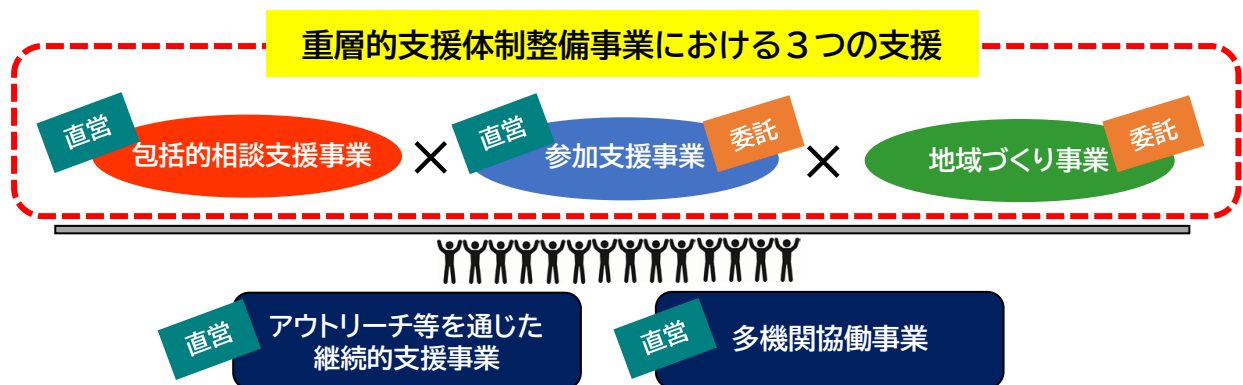 重層的支援体制整備事業における３つの支援
直営
包括的相談支援事業
×
直営
参加支援事業
委託
×
地域づくり事業
委託
直営
アウトリーチ等を通じた
継続的支援事業
直営
多機関協働事業